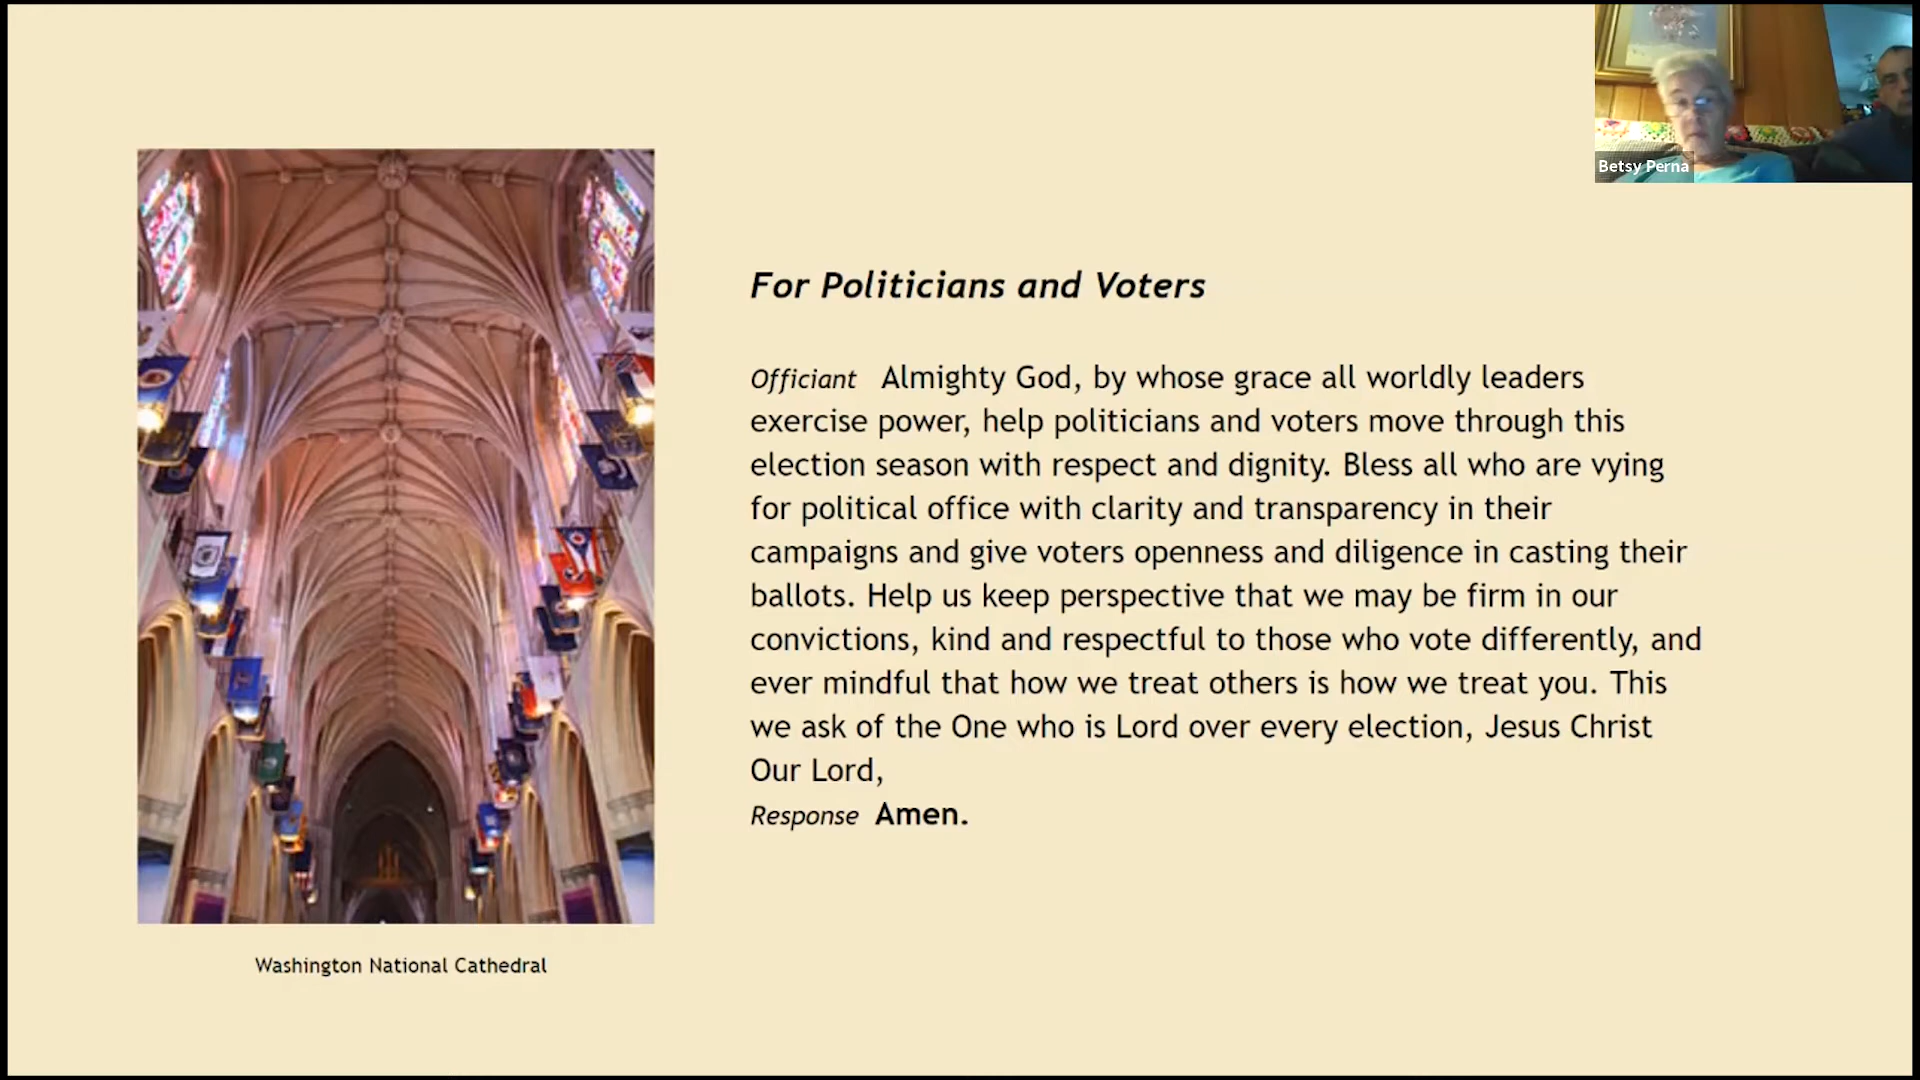 Betsy Perna
For Politicians and Voters
Officiant Almighty God, by whose grace all worldly leaders
exercise power, help politicians and voters move through this
election season with respect and dignity. Bless all who are vying
for political office with clarity and transparency in their
campaigns and give voters openness and diligence in casting their
ballots. Help us keep perspective that we may be firm in our
convictions, kind and respectful to those who vote differently, and
ever mindful that how we treat others is how we treat you. This
we ask of the One who is Lord over every election, Jesus Christ
Our Lord,
Response Amen.
Washington National Cathedral